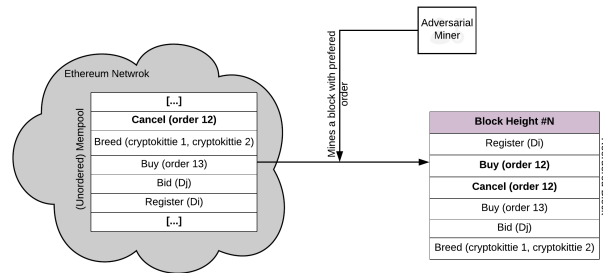 Adversarial
Miner
Mines a block with prefered
order
Ethereum Netwrok
(Unordered) Mempool
[...]
Cancel (order 12)
Breed (cryptokittie 1, cryptokittie 2)
Buy (order 13)
Bid (Dj)
Register (Di)
[...]
Block Height #N
Register (Di)
Buy (order 12)
Cancel (order 12)
Buy (order 13)
Bid (Dj)
Breed (cryptokittie 1, cryptokittie 2)